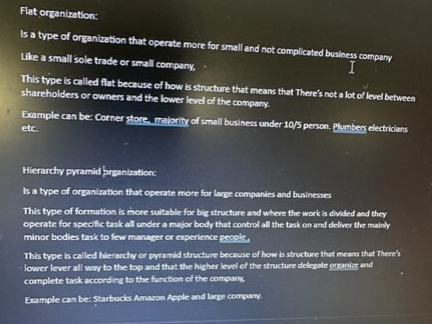 Flat organization:
Is a type of organization that operate more for small and not complicated business company
Like a small sole trade or small company,
This type is called flat because of how is structure that means that There's not a lot of level between
shareholders or owners and the lower level of the company.
Example can be: Corner store, majority of small business under 10/5 person. Plumbers electricians
etc.
Hierarchy pyramid organization:
Is a type of organization that operate more for large companies and businesses
This type of formation is more suitable for big structure and where the work is divided and they
operate for specific task all under a major body that control all the task on and deliver the mainly
minor bodies task to few manager or experience people,
This type is called hierarchy or pyramid structure because of how is structure that means that There's
lower lever all way to the top and that the higher level of the structure delegate organize and
complete task according to the function of the company,
Example can be: Starbucks Amazon Apple and large company.